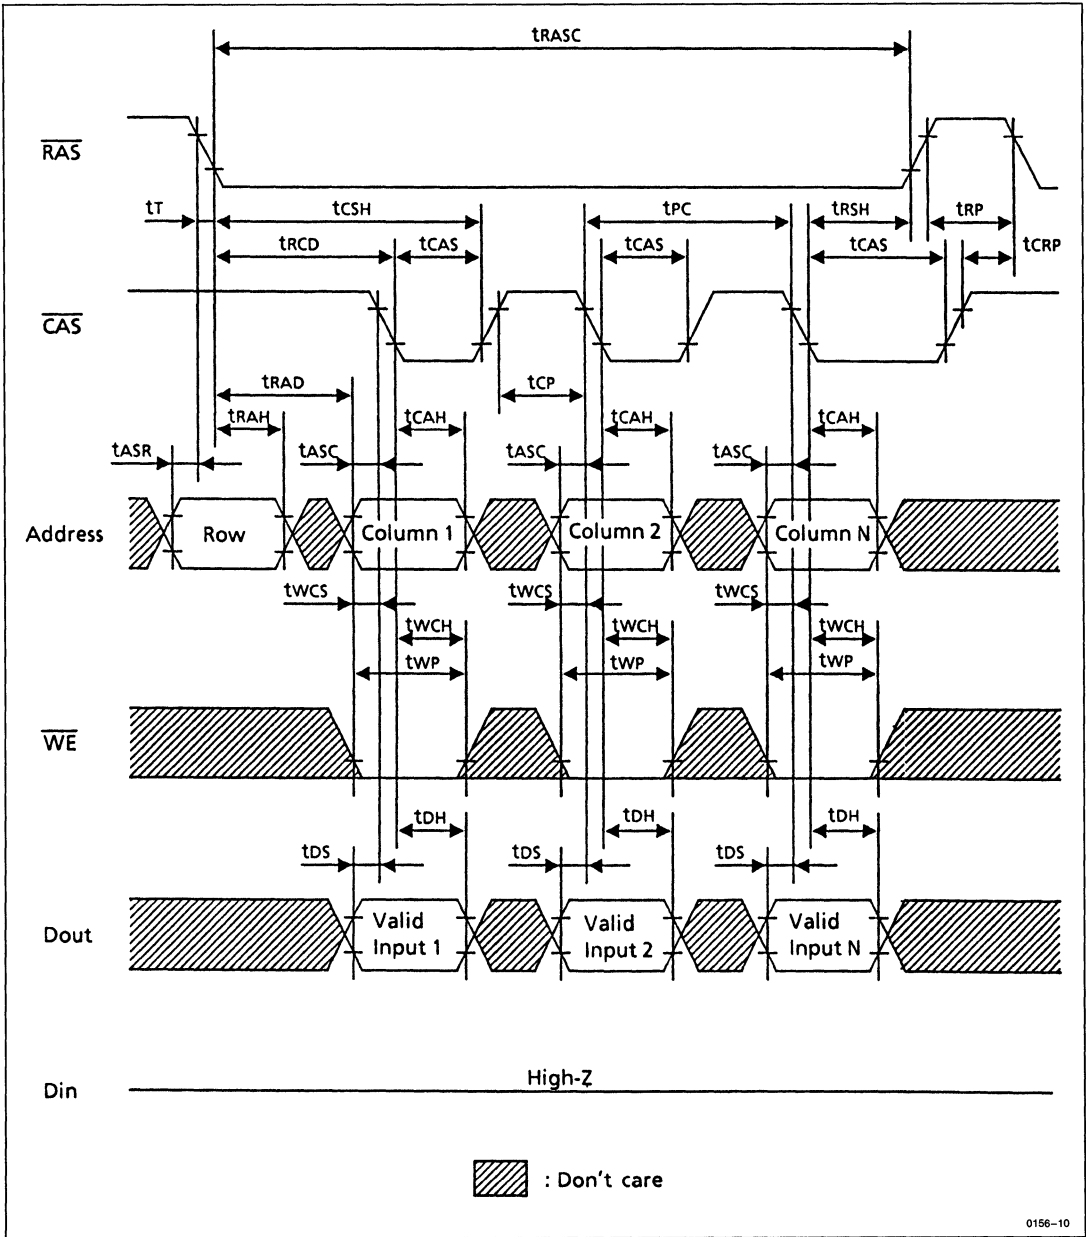 tRASC
RAS
tT
tCSH
tPC
tRSH
tRP
tRCD
tCAS
tCAS
tCAS
tCRP
CAS
tRAD
tCP
tRAH
tCAH
tCAH
tCAH
tASR
tASC
tASC
tASC
Address
Row
Column 1
Column 2
Column N
tWCS
tWCS
tWCS
tWCH
tWCH
tWCH
tWP
tWP
tWP
WE
tDH
tDH
tDH
tDS
tDS
tDS
Dout
Valid
Input 1
Valid
Input 2
Valid
Input N
Din
High-Z
: Don't care
0156–10